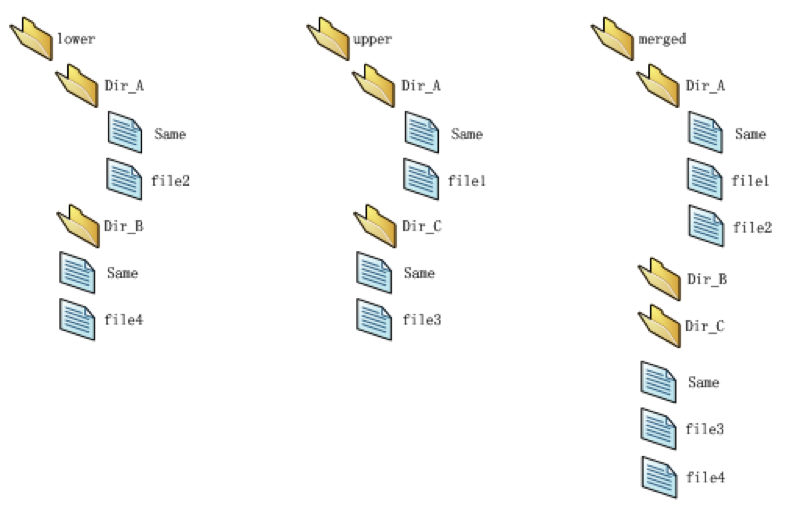 lower
Dir_A
Same
file2
Dir_B
Same
file4
upper
Dir_A
Same
file1
Dir_C
Same
file3
merged
Dir_A
Same
file1
file2
Dir_B
Dir_C
Same
file3
file4